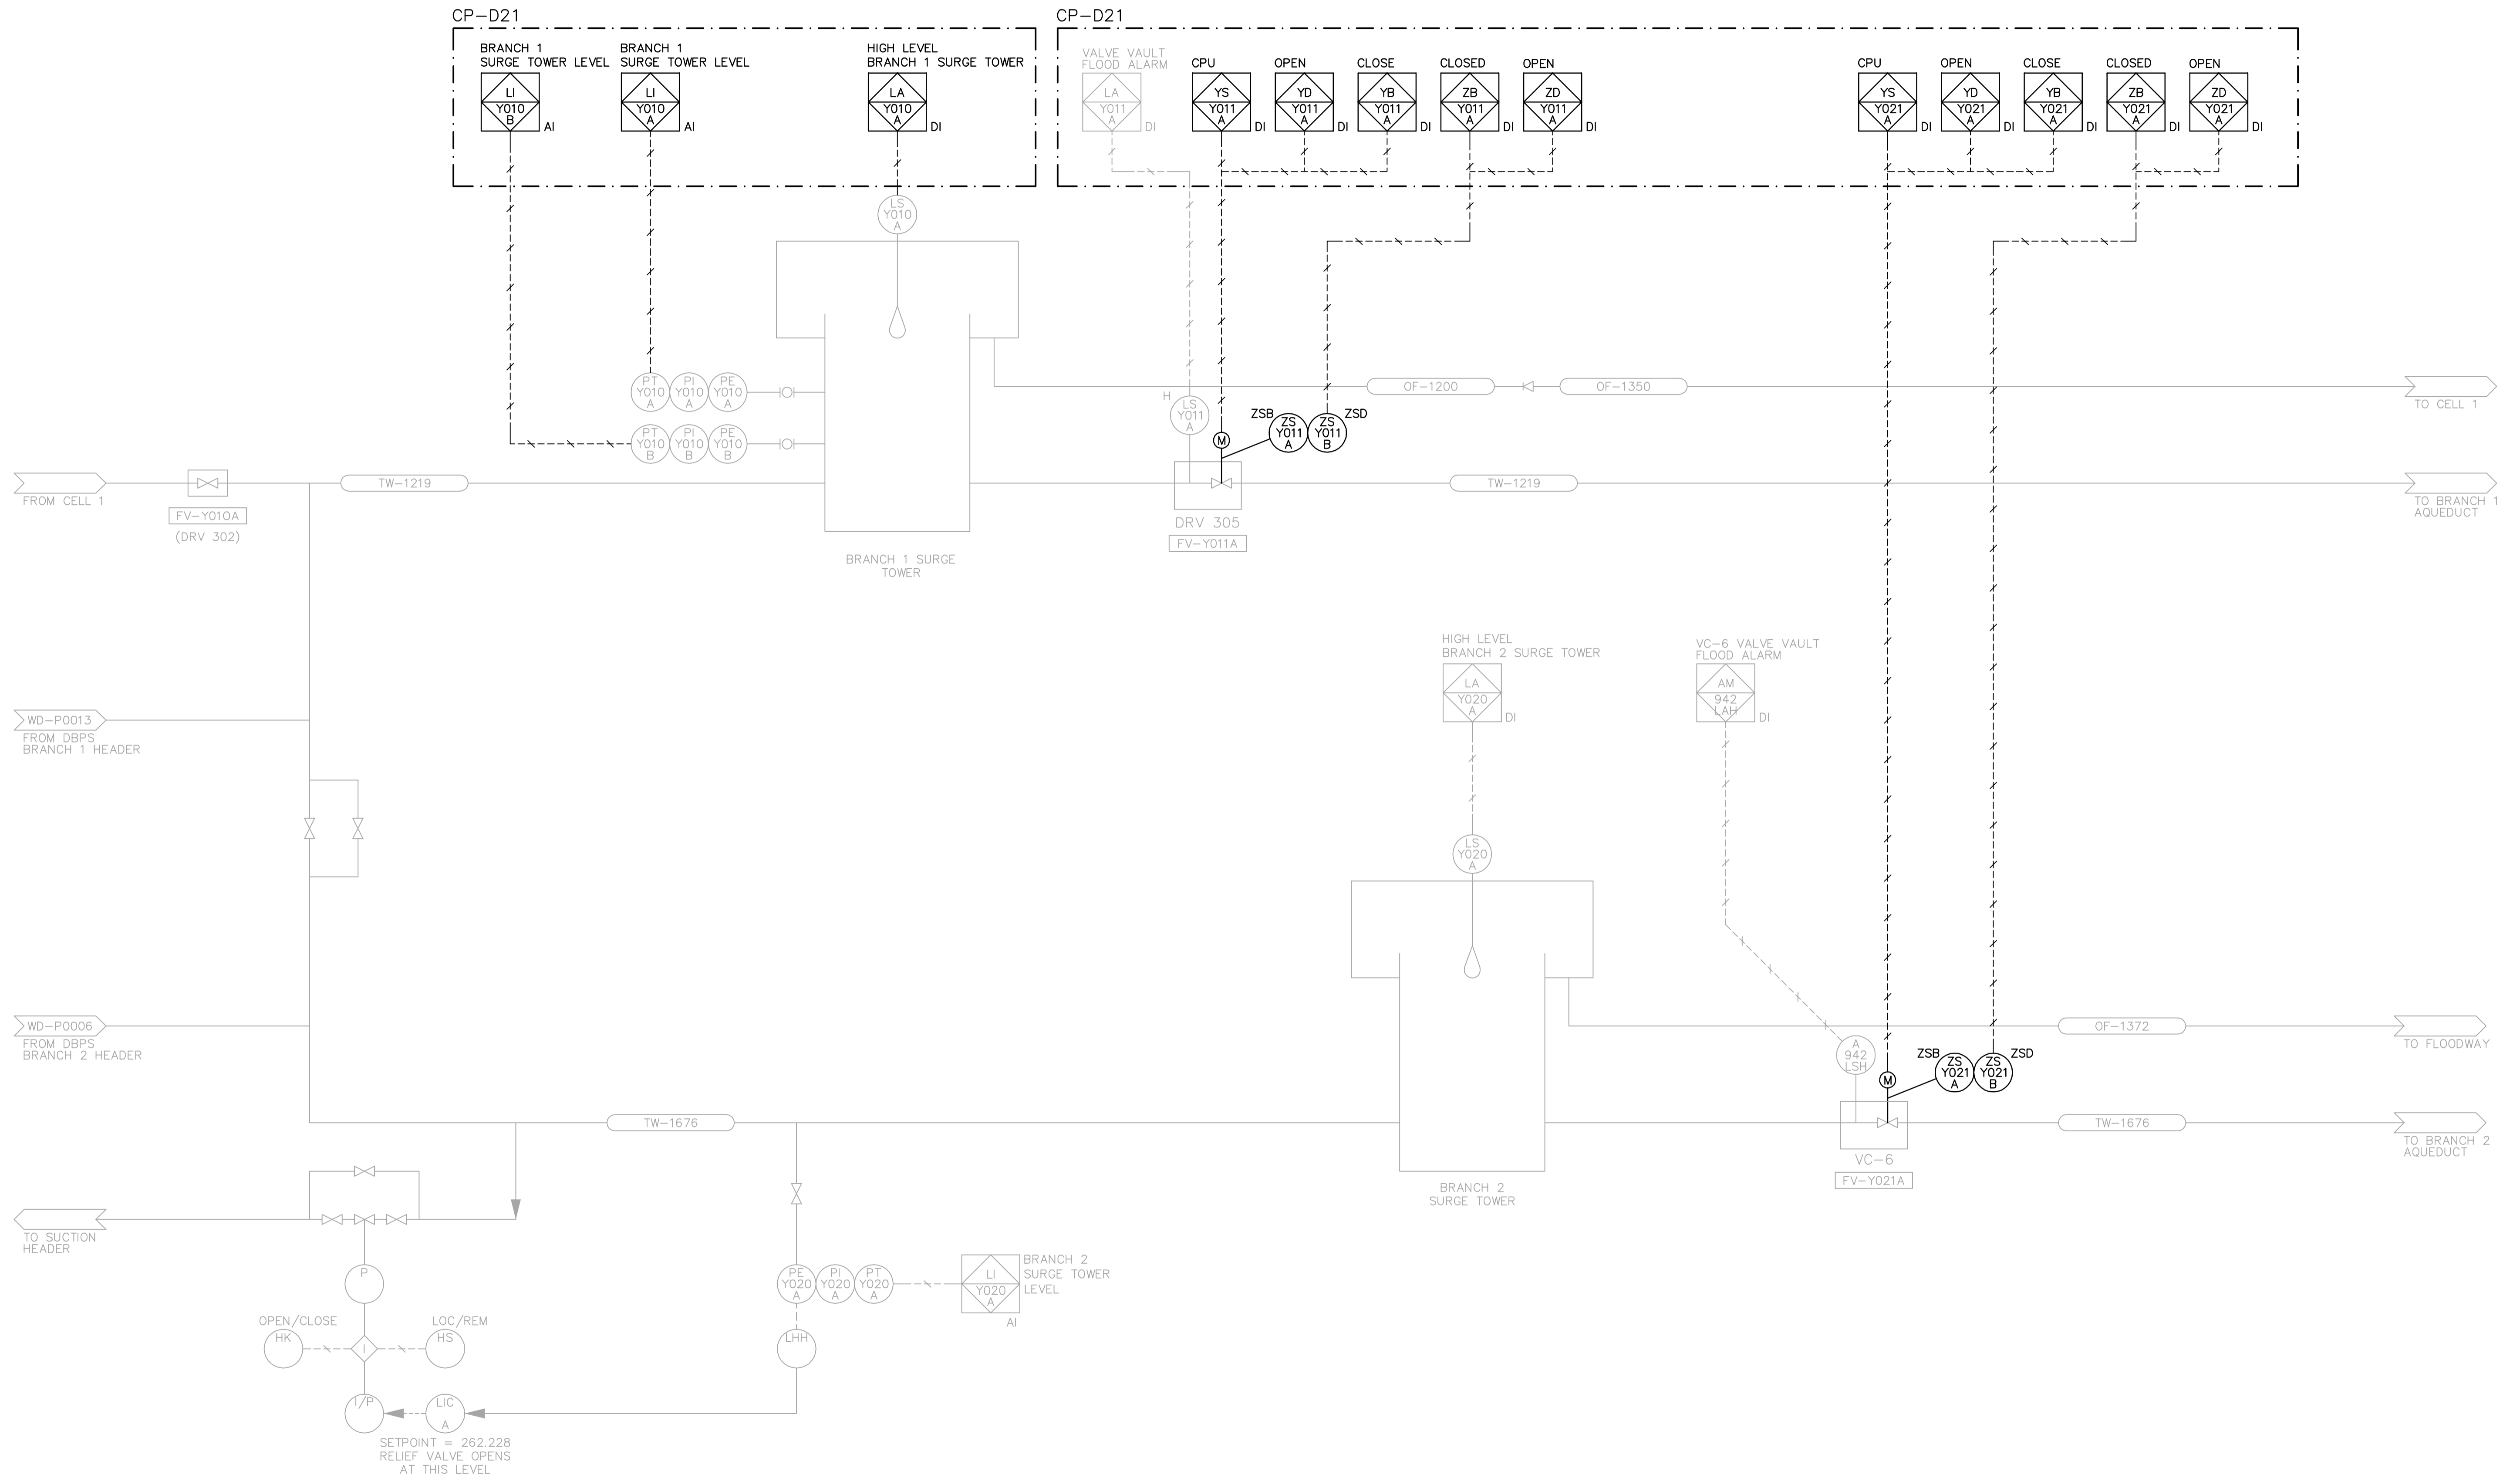 CP-D21
CP-D21
BRANCH 1
SURGE TOWER LEVEL
LI
Y010
B
AI
BRANCH 1
SURGE TOWER LEVEL
LI
Y010
A
AI
HIGH LEVEL
BRANCH 1 SURGE TOWER
LA
Y010
A
DI
VALVE VAULT
FLOOD ALARM
LA
Y011
A
DI
CPU
YS
Y011
A
DI
OPEN
YD
Y011
A
DI
CLOSE
YB
Y011
A
DI
CLOSED
ZB
Y011
A
DI
OPEN
ZD
Y011
A
DI
CPU
YS
Y021
A
DI
OPEN
YD
Y021
A
DI
CLOSE
YB
Y021
A
DI
CLOSED
ZB
Y021
A
DI
OPEN
ZD
Y021
A
DI
LS
Y010
A
PT
Y010
A
PI
Y010
A
PE
Y010
A
PT
Y010
B
PI
Y010
B
PE
Y010
B
H
LS
Y011
A
M
ZSB
ZS
Y011
A
ZS
Y011
B
ZSD
OF-1200
OF-1350
TO CELL 1
FROM CELL 1
FV-Y010A
(DRV 302)
TW-1219
BRANCH 1 SURGE
TOWER
DRV 305
FV-Y011A
TW-1219
TO BRANCH 1
AQUEDUCT
HIGH LEVEL
BRANCH 2 SURGE TOWER
LA
Y020
A
DI
VC-6 VALVE VAULT
FLOOD ALARM
AM
942
LAH
DI
WD-P0013
FROM DBPS
BRANCH 1 HEADER
LS
Y020
A
WD-P0006
FROM DBPS
BRANCH 2 HEADER
OF-1372
TO FLOODWAY
A
942
LSH
M
ZSB
ZS
Y021
A
ZS
Y021
B
ZSD
TW-1676
BRANCH 2
SURGE TOWER
VC-6
FV-Y021A
TW-1676
TO BRANCH 2
AQUEDUCT
TO SUCTION
HEADER
P
PE
Y020
A
PI
Y020
A
PT
Y020
A
LI
Y020
A
AI
BRANCH 2
SURGE TOWER
LEVEL
OPEN/CLOSE
HK
I
LOC/REM
HS
LHH
I/P
LIC
A
SETPOINT = 262.228
RELIEF VALVE OPENS
AT THIS LEVEL